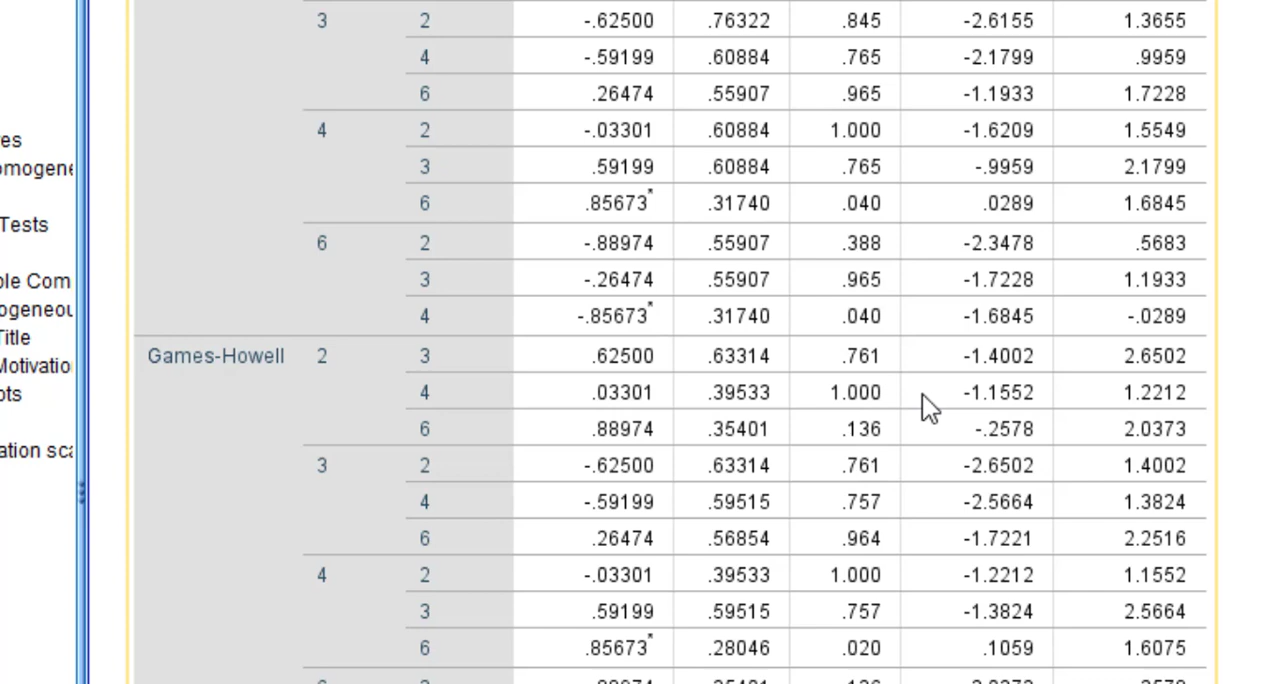 3 2 -.62500 .76322 .845 -2.6155 1.3655
4 -.59199 .60884 .765 -2.1799 .9959
6 .26474 .55907 .965 -1.1933 1.7228
res
4 2 -.03301 .60884 1.000 -1.6209 1.5549
omogene
3 .59199 .60884 .765 -.9959 2.1799
6 .85673* .31740 .040 .0289 1.6845
Tests
6 2 -.88974 .55907 .388 -2.3478 .5683
ole Com
3 -.26474 .55907 .965 -1.7228 1.1933
ogeneou
4 -.85673* .31740 .040 -1.6845 -.0289
Title
Games-Howell 2 3 .62500 .63314 .761 -1.4002 2.6502
Motivatio
4 .03301 .39533 1.000 -1.1552 1.2212
ots
6 .88974 .35401 .136 -.2578 2.0373
ation sca
3 2 -.62500 .63314 .761 -2.6502 1.4002
4 -.59199 .59515 .757 -2.5664 1.3824
6 .26474 .56854 .964 -1.7221 2.2516
4 2 -.03301 .39533 1.000 -1.2212 1.1552
3 .59199 .59515 .757 -1.3824 2.5664
6 .85673* .28046 .020 .1059 1.6075